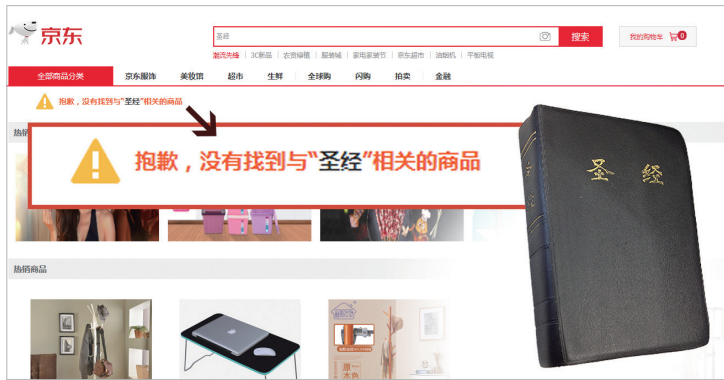 京东
圣经
搜索
我的购物车 0
潮流先锋 | 3C新品 | 农资绿植 | 服装城 | 家电家装节 | 京东超市 | 油烟机 | 平板电视
全部商品分类 京东服饰 美妆馆 超市 生鲜 全球购 闪购 拍卖 金融
抱歉，没有找到与“圣经”相关的商品
抱歉，没有找到与“圣经”相关的商品
圣经
热销商品
原一
木色